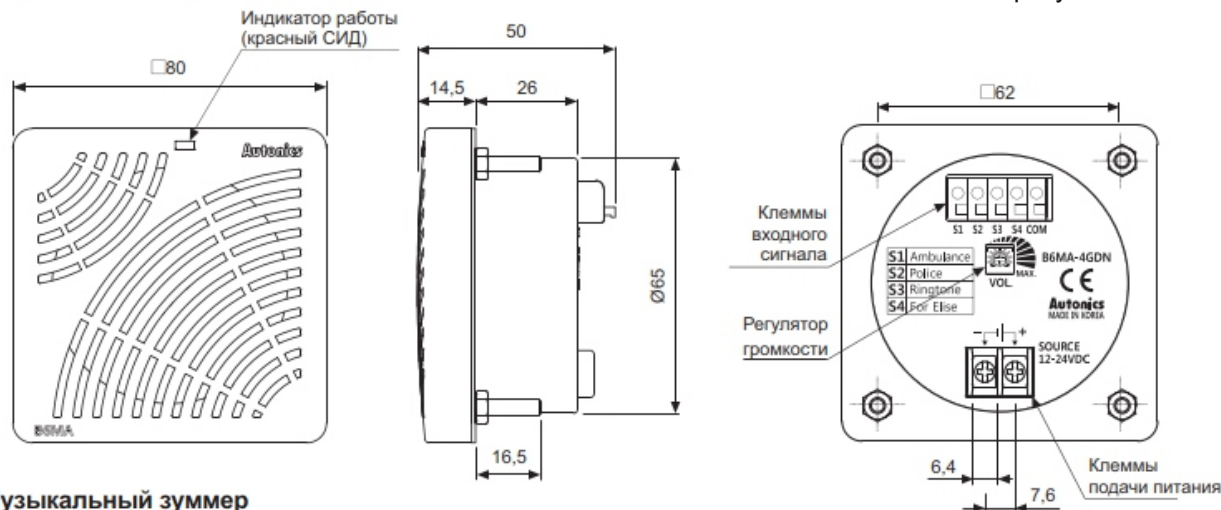 Индикатор работы
(красный СИД)
□80
Autonics
B6MA
50
14,5
26
Ø65
16,5
□62
Клеммы
входного
сигнала
S1 S2 S3 S4 COM
S1 Ambulance
S2 Police
S3 Ringtone
S4 For Elise
MAX.
VOL.
B6MA-4GDN
CE
Autonics
MADE IN KOREA
Регулятор
громкости
- +
SOURCE
12-24VDC
6,4
7,6
Клеммы
подачи питания
узыкальный зуммер